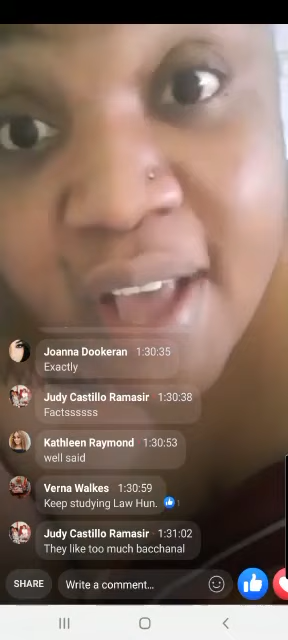 Joanna Dookeran 1:30:35
Exactly
Judy Castillo Ramasir 1:30:38
Factssssss
Kathleen Raymond 1:30:53
well said
Verna Walkes 1:30:59
Keep studying Law Hun. 1
Judy Castillo Ramasir · 1:31:02
They like too much bacchanal
SHARE Write a comment...